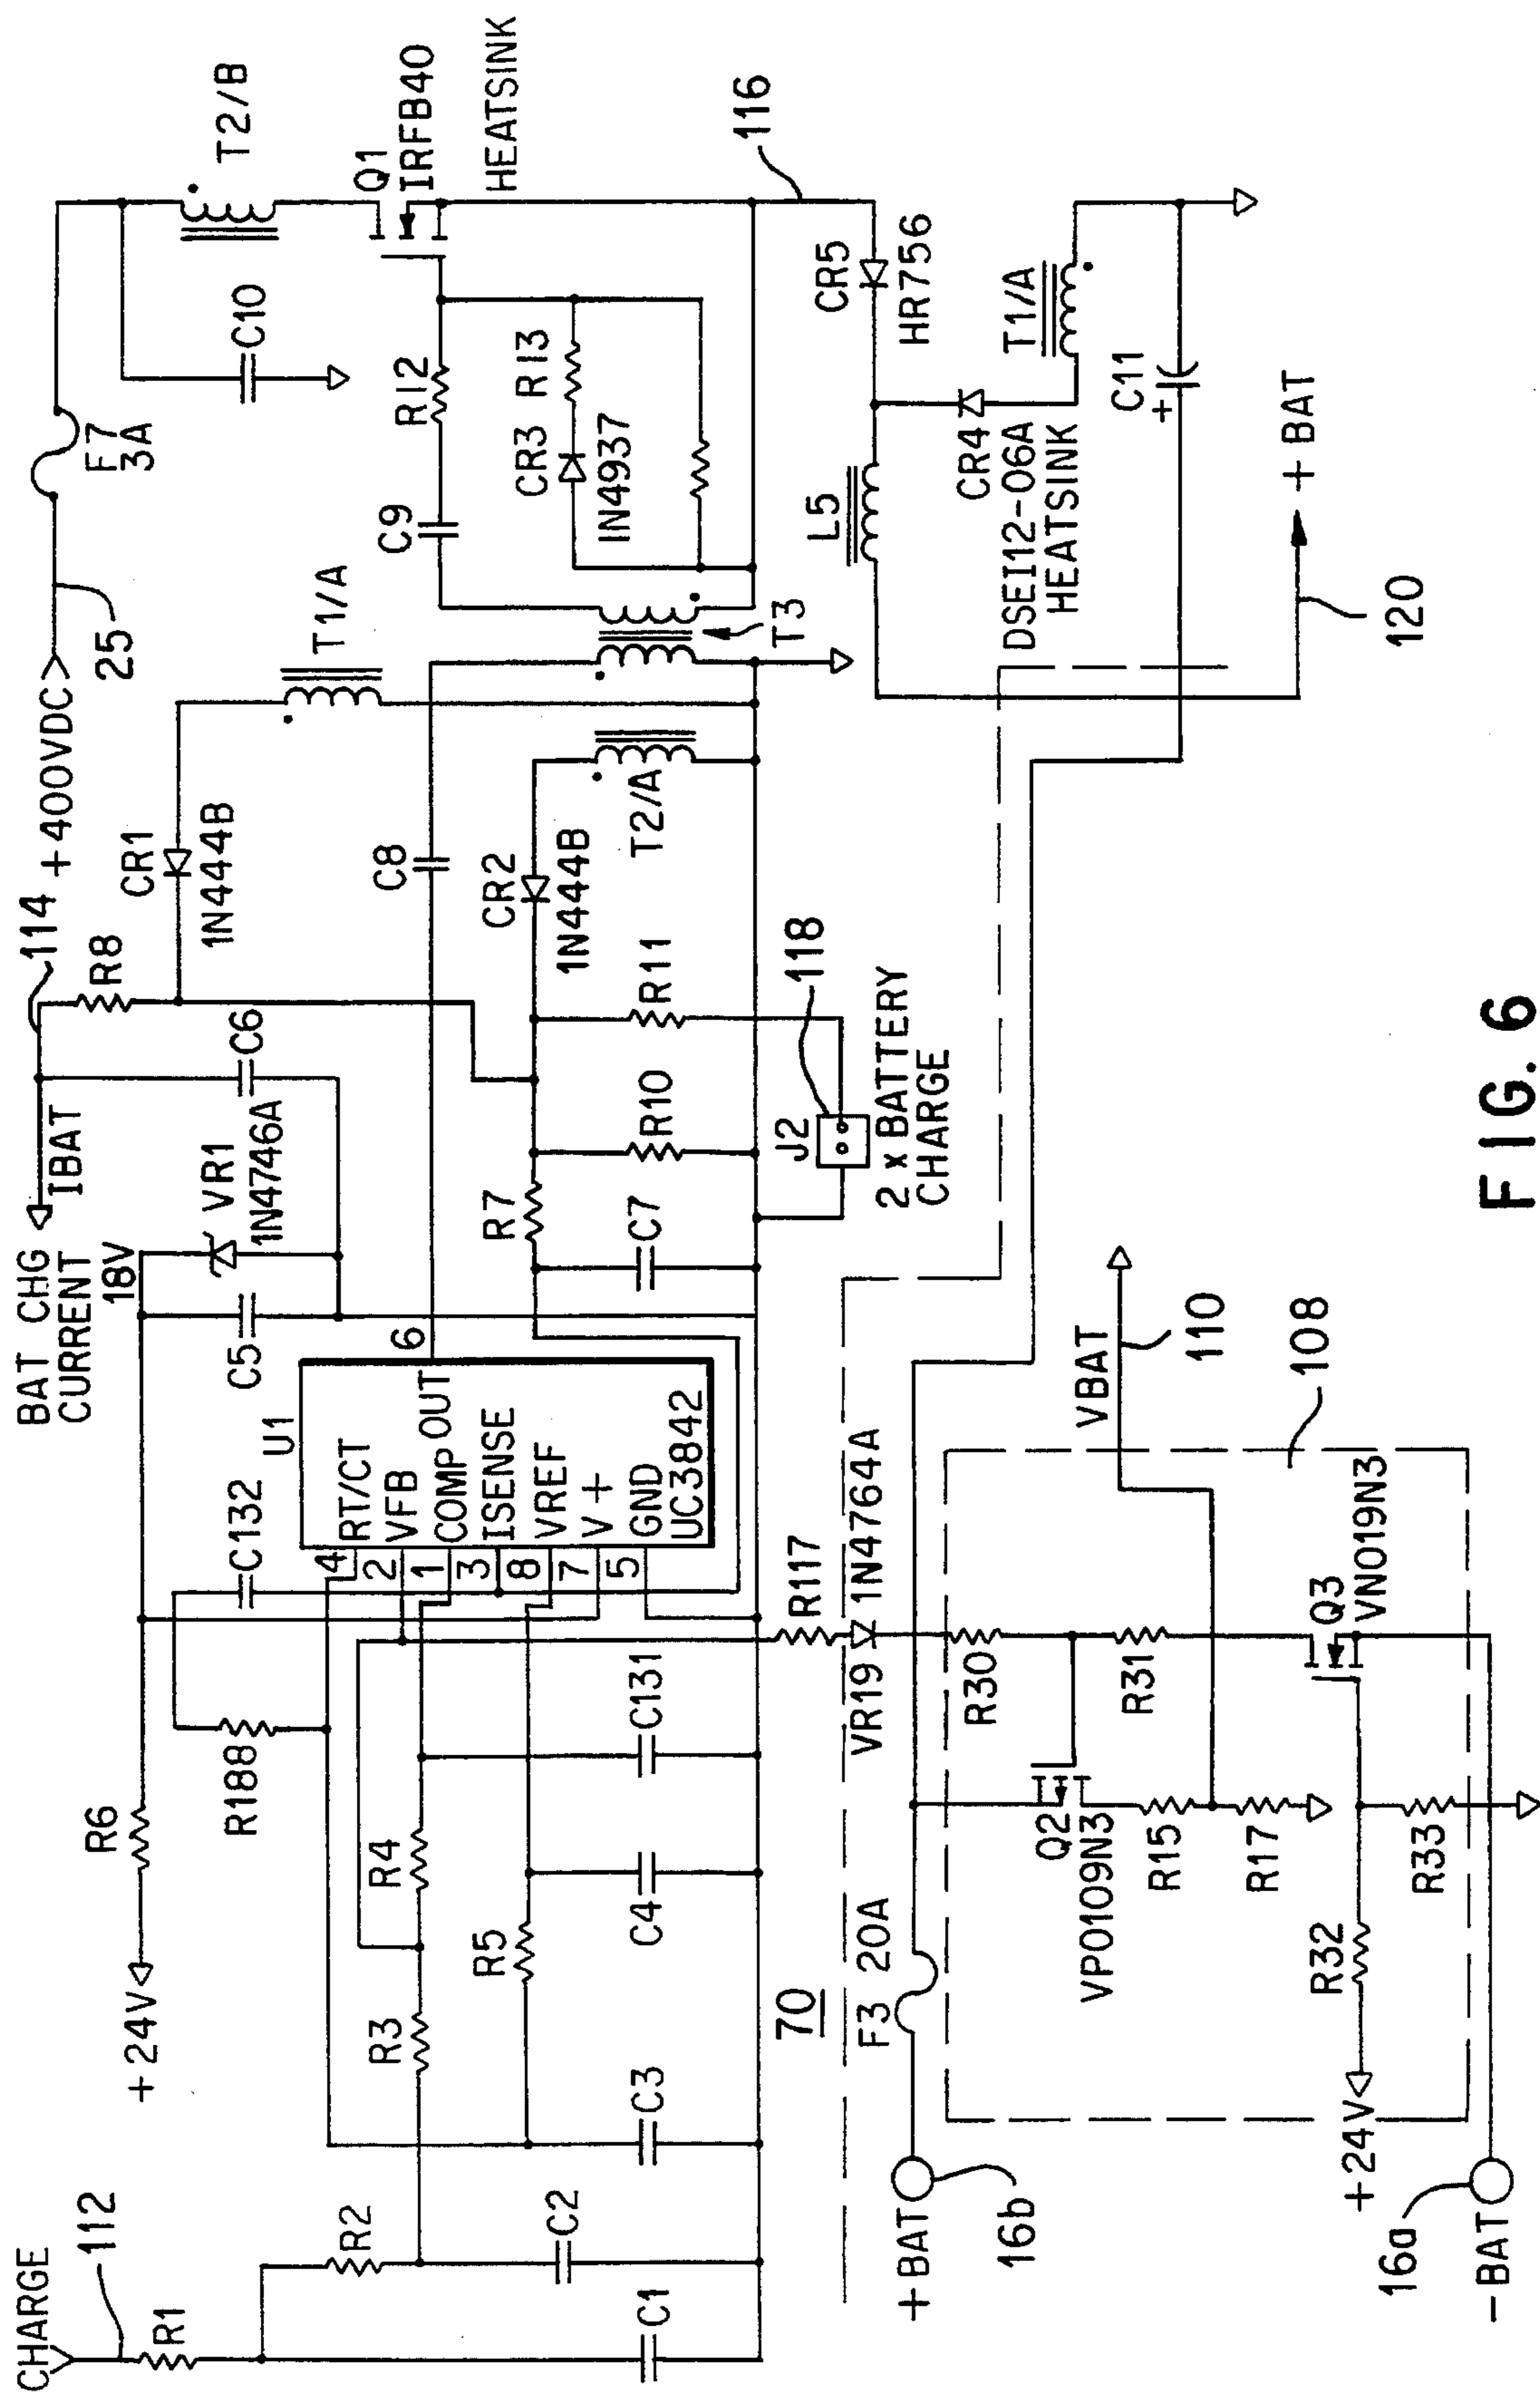 CHARGE
112
R1
R2
C1
C2
C3
R3
R4
R5
C4
C131
+24V
R6
R188
C132
U1
4 RT/CT
2 VFB
1 COMP
OUT 6
3 ISENSE
8 VREF
7 V+
5 GND
UC3842
BAT CHG
CURRENT
IBAT
18V
VR1
1N4746A
C5
C6
114
R8
CR1
1N444B
T1/A
C8
R7
C7
R10
R11
CR2
1N444B
T2/A
T3
J2
118
2 x BATTERY
CHARGE
+400VDC
25
F7
3A
C10
T2/B
Q1
IRFB40
HEATSINK
C9
R12
CR3
R13
1N4937
116
CR5
HR756
L5
CR4
DSEI12-06A
HEATSINK
T1/A
C11
+
+BAT
120
70
R117
VR19
1N4764A
F3 20A
+BAT
16b
Q2
VP0109N3
R15
R17
R30
R31
Q3
VN019N3
R32
R33
+24V
VBAT
110
108
16a
-BAT
FIG. 6